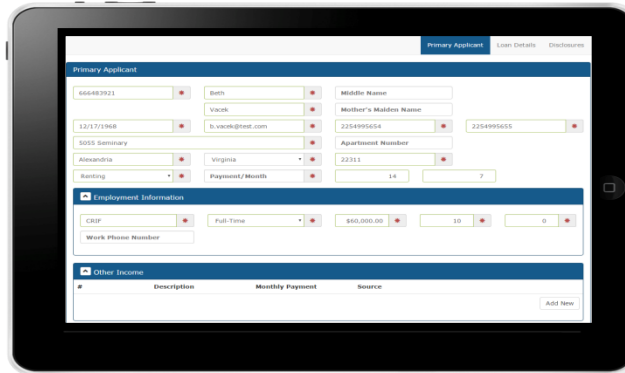 Primary Applicant Loan Details Disclosures
Primary Applicant
666483921 Beth Middle Name
Vacek Mother's Maiden Name
12/17/1968 b.vacek@test.com 2254995654 2254995655
5055 Seminary Apartment Number
Alexandria Virginia 22311
Renting Payment/Month 14 7
Employment Information
CRIF Full-Time $60,000.00 10 0
Work Phone Number
Other Income
# Description Monthly Payment Source
Add New